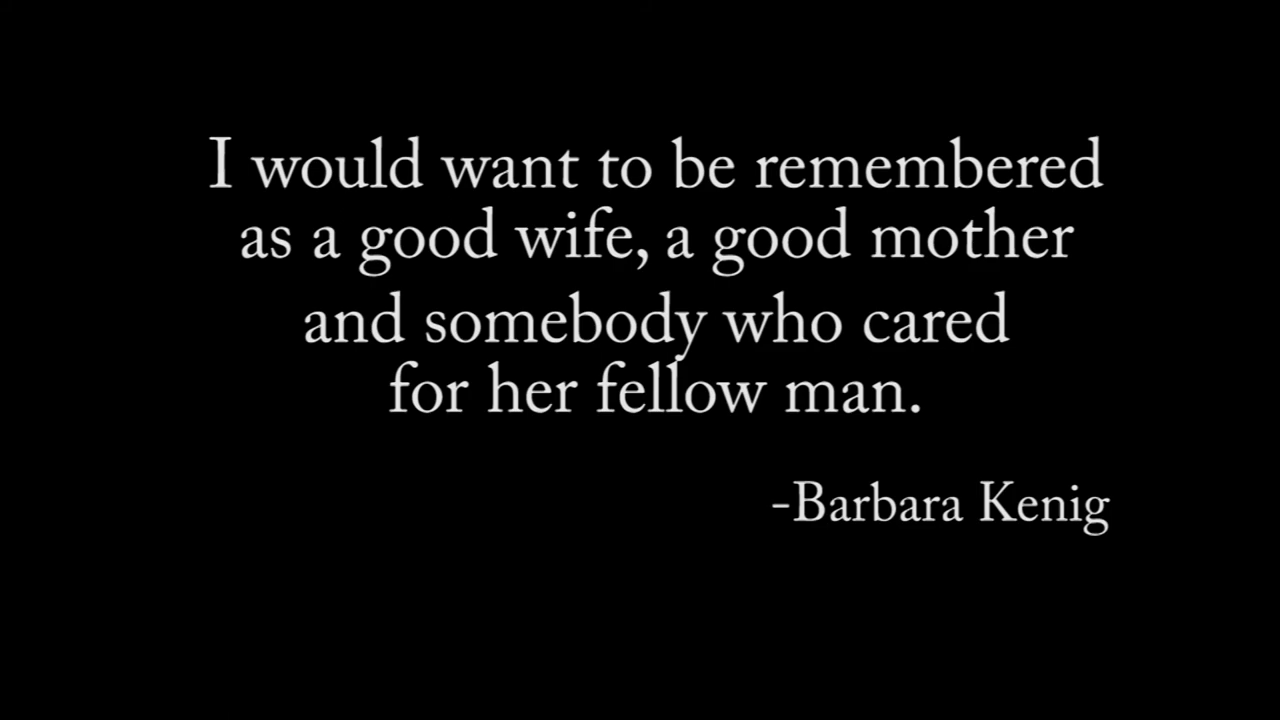 I would want to be remembered
as a good wife, a good mother
and somebody who cared
for her fellow man.
-Barbara Kenig